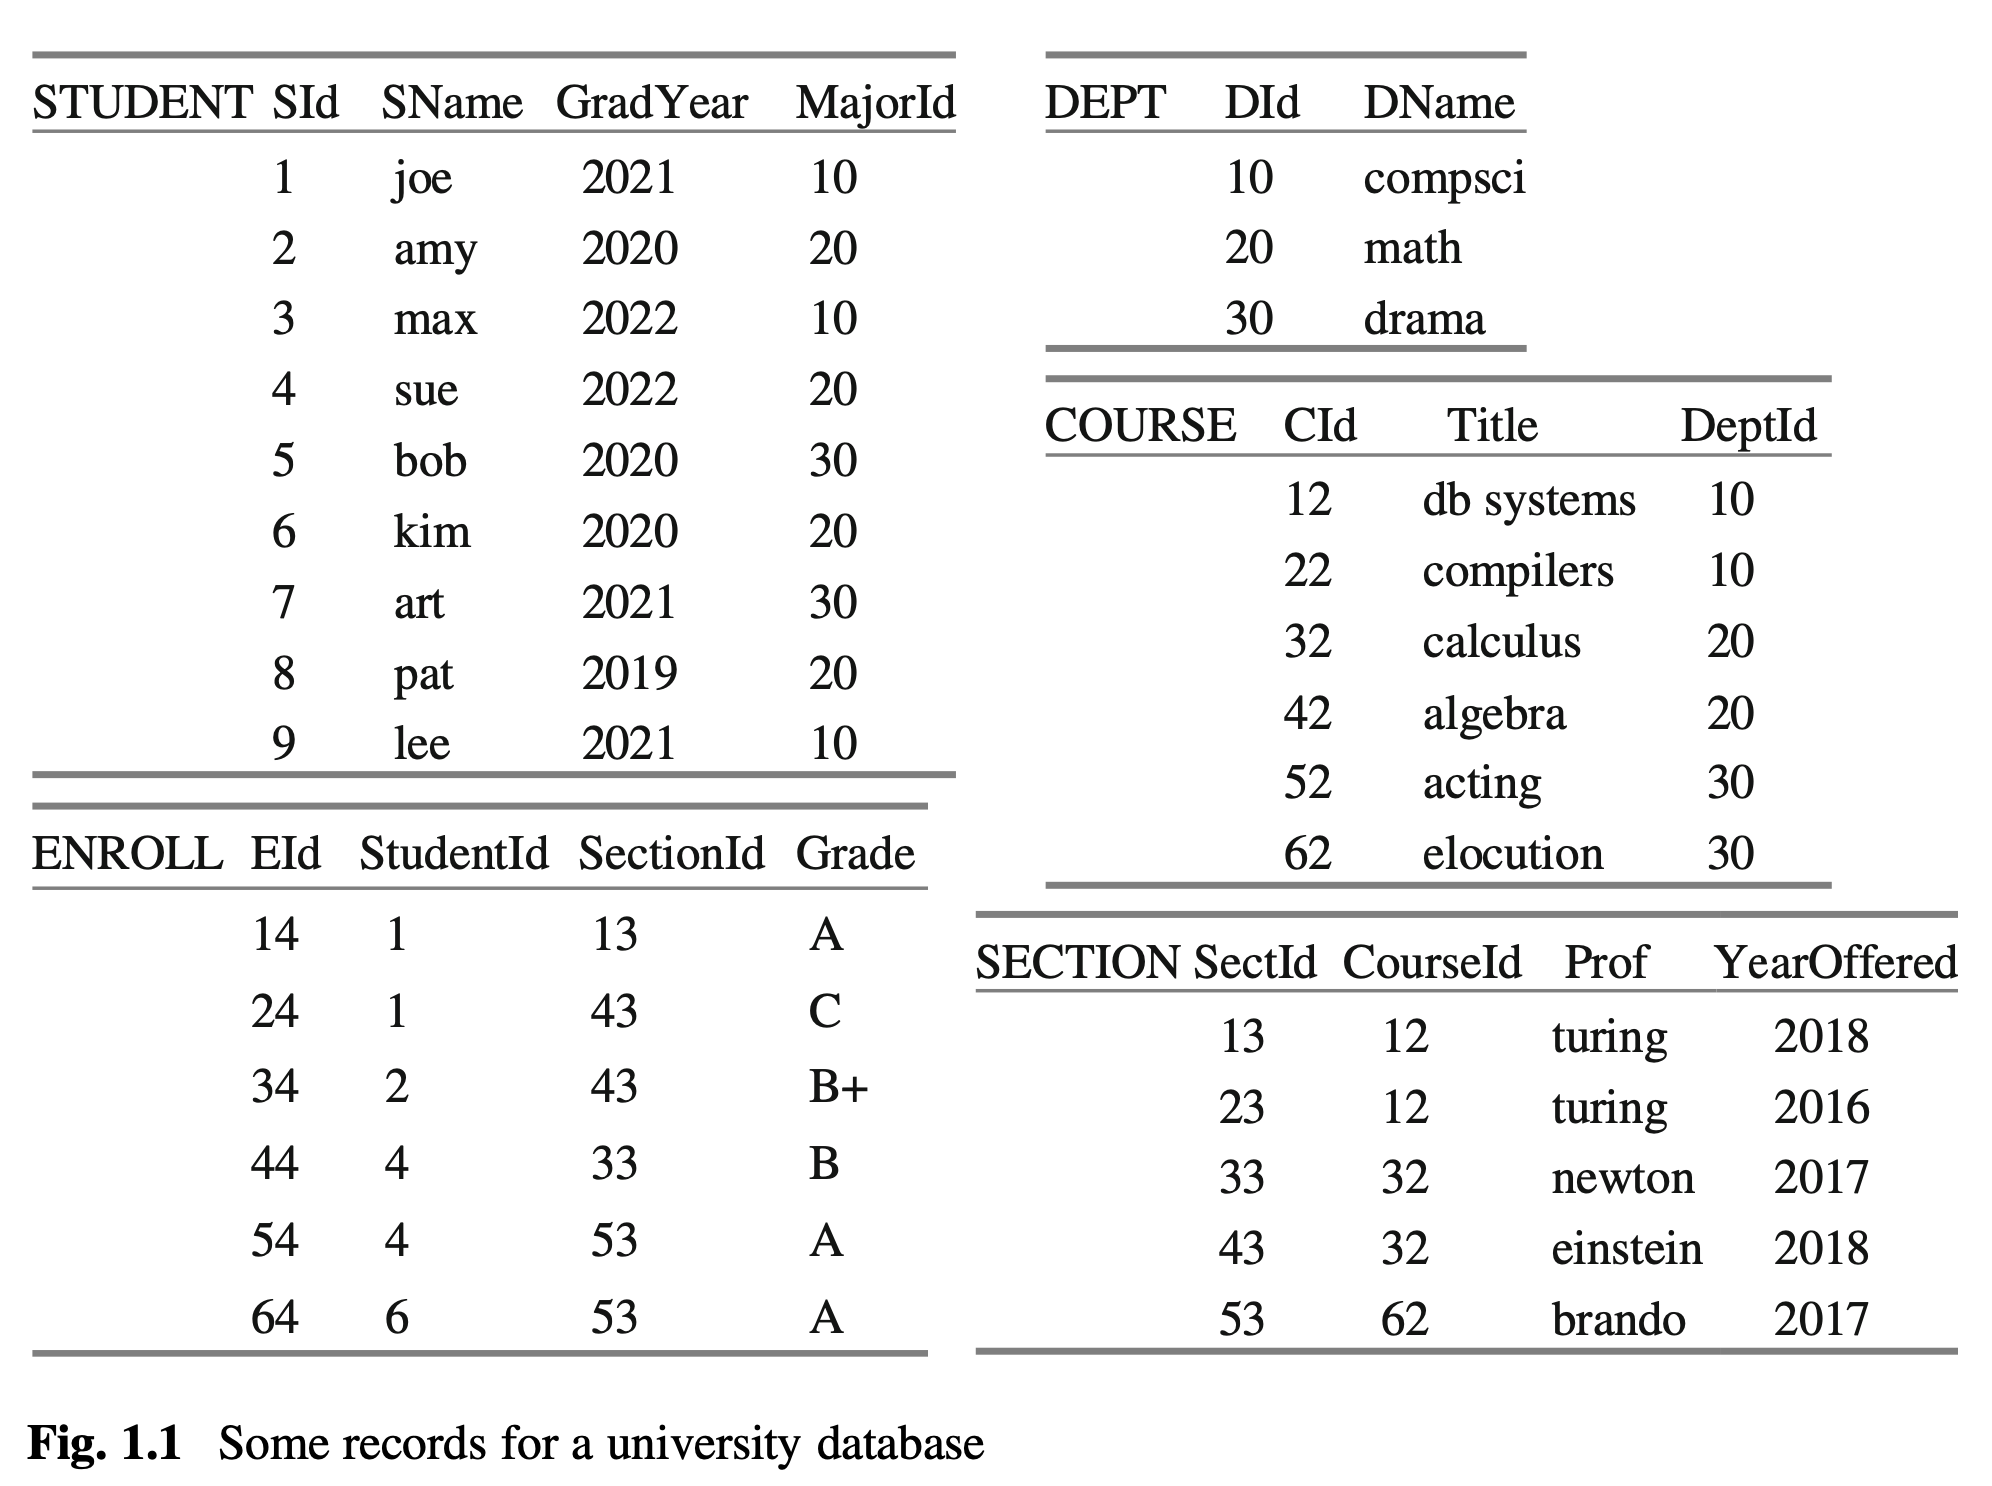 STUDENT SId SName GradYear MajorId
1 joe 2021 10
2 amy 2020 20
3 max 2022 10
4 sue 2022 20
5 bob 2020 30
6 kim 2020 20
7 art 2021 30
8 pat 2019 20
9 lee 2021 10
ENROLL EId StudentId SectionId Grade
14 1 13 A
24 1 43 C
34 2 43 B+
44 4 33 B
54 4 53 A
64 6 53 A
DEPT DId DName
10 compsci
20 math
30 drama
COURSE CId Title DeptId
12 db systems 10
22 compilers 10
32 calculus 20
42 algebra 20
52 acting 30
62 elocution 30
SECTION SectId CourseId Prof YearOffered
13 12 turing 2018
23 12 turing 2016
33 32 newton 2017
43 32 einstein 2018
53 62 brando 2017
Fig. 1.1 Some records for a university database